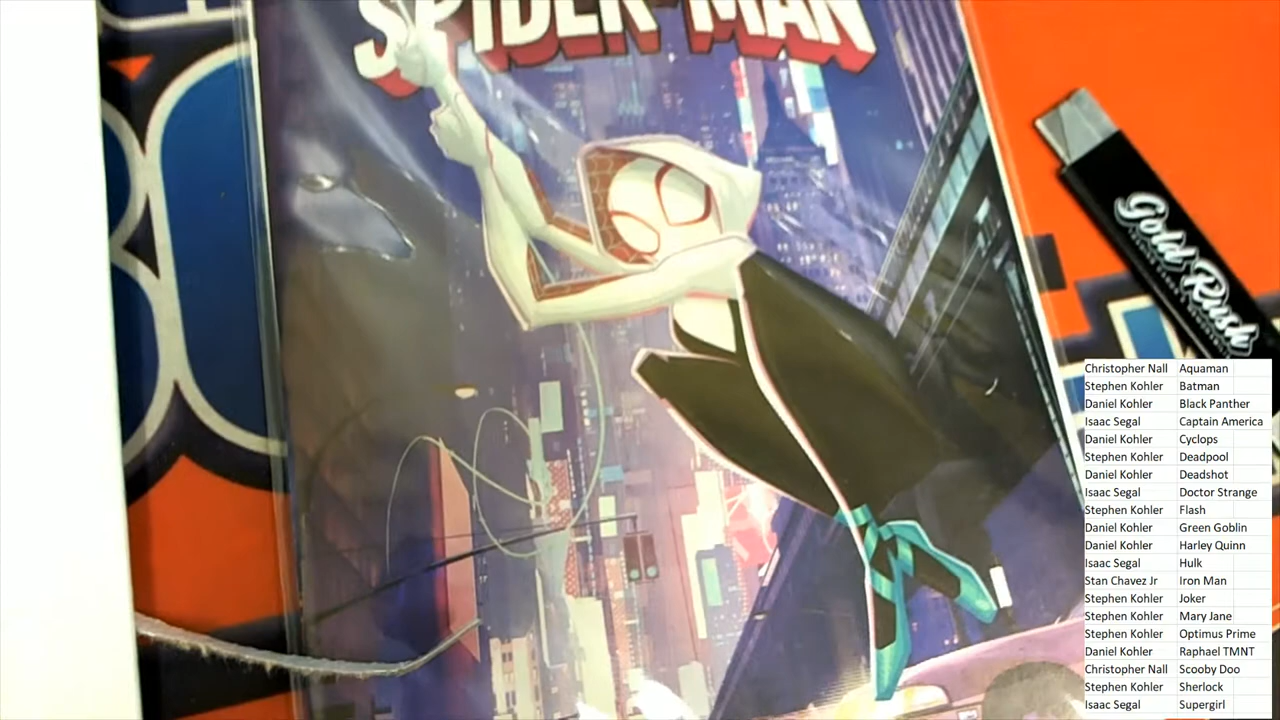 SPIDER-MAN
Gold Rush
Christopher Nall Aquaman
Stephen Kohler Batman
Daniel Kohler Black Panther
Isaac Segal Captain America
Daniel Kohler Cyclops
Stephen Kohler Deadpool
Daniel Kohler Deadshot
Isaac Segal Doctor Strange
Stephen Kohler Flash
Daniel Kohler Green Goblin
Daniel Kohler Harley Quinn
Isaac Segal Hulk
Stan Chavez Jr Iron Man
Stephen Kohler Joker
Stephen Kohler Mary Jane
Stephen Kohler Optimus Prime
Daniel Kohler Raphael TMNT
Christopher Nall Scooby Doo
Stephen Kohler Sherlock
Isaac Segal Supergirl